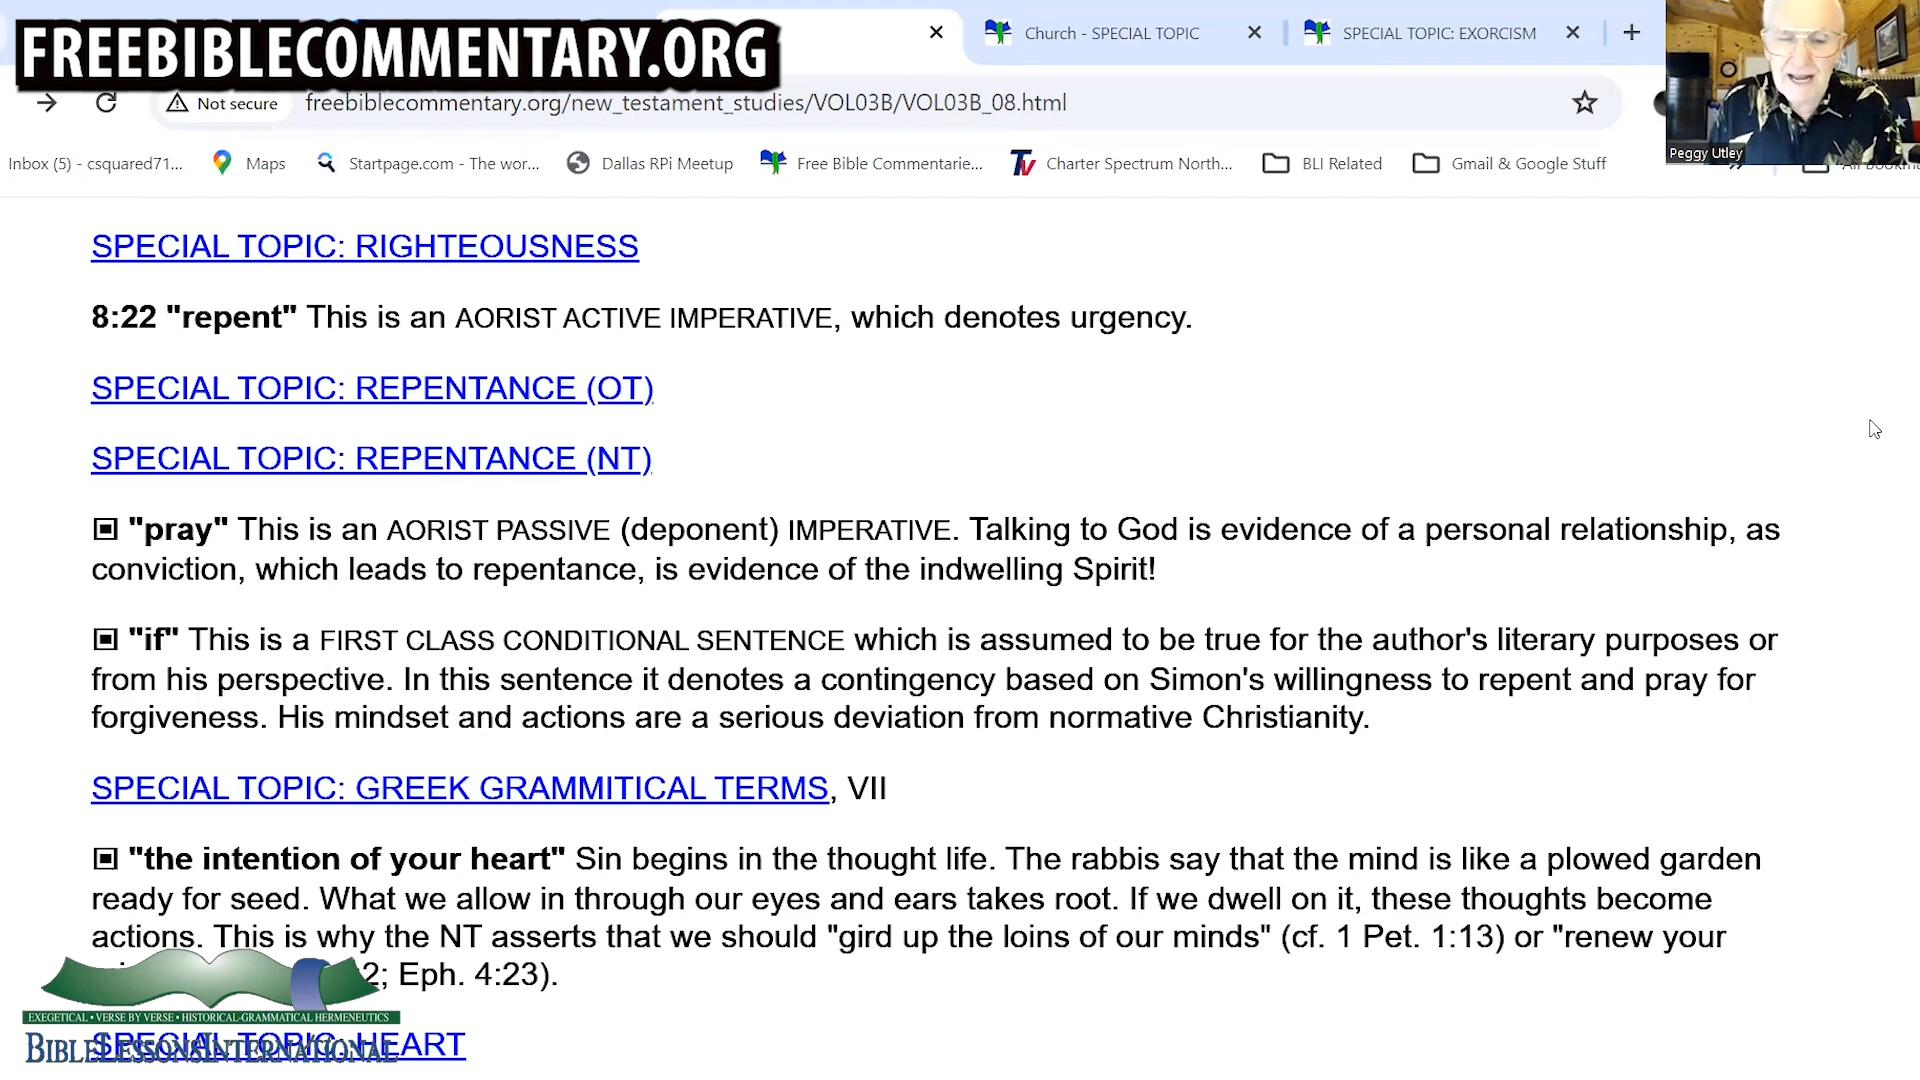 FREEBIBLECOMMENTARY.ORG
Church - SPECIAL TOPIC
SPECIAL TOPIC: EXORCISM
Not secure
freebiblecommentary.org/new_testament_studies/VOL03B/VOL03B_08.html
Peggy Utley
Inbox (5) - csquared71...
Maps
Startpage.com - The wor...
Dallas RPi Meetup
Free Bible Commentarie...
Charter Spectrum North...
BLI Related
Gmail & Google Stuff
SPECIAL TOPIC: RIGHTEOUSNESS
8:22 "repent" This is an AORIST ACTIVE IMPERATIVE, which denotes urgency.
SPECIAL TOPIC: REPENTANCE (OT)
SPECIAL TOPIC: REPENTANCE (NT)
"pray" This is an AORIST PASSIVE (deponent) IMPERATIVE. Talking to God is evidence of a personal relationship, as
conviction, which leads to repentance, is evidence of the indwelling Spirit!
"if" This is a FIRST CLASS CONDITIONAL SENTENCE which is assumed to be true for the author's literary purposes or
from his perspective. In this sentence it denotes a contingency based on Simon's willingness to repent and pray for
forgiveness. His mindset and actions are a serious deviation from normative Christianity.
SPECIAL TOPIC: GREEK GRAMMITICAL TERMS, VII
"the intention of your heart" Sin begins in the thought life. The rabbis say that the mind is like a plowed garden
ready for seed. What we allow in through our eyes and ears takes root. If we dwell on it, these thoughts become
actions. This is why the NT asserts that we should "gird up the loins of our minds" (cf. 1 Pet. 1:13) or "renew your
2; Eph. 4:23).
EXEGETICAL • VERSE BY VERSE • HISTORICAL-GRAMMATICAL HERMENEUTICS
SPECIAL TOPIC: HEART
BIBLELESSONSINTERNATIONAL